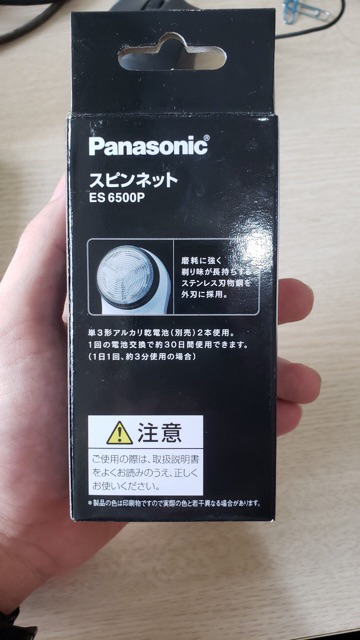 Panasonic®
スピンネット
ES6500P
磨耗に強く
剃り味が長持ちする
ステンレス刃物鋼を
外刃に採用。
単3形アルカリ乾電池(別売)2本使用。
1回の電池交換で約30日間使用できます。
(1日1回、約3分使用の場合)
注意
ご使用の際は、取扱説明書
をよくお読みのうえ、正しく
お使いください。
*製品の色は印刷物ですので実際の色と若干異なる場合があります。